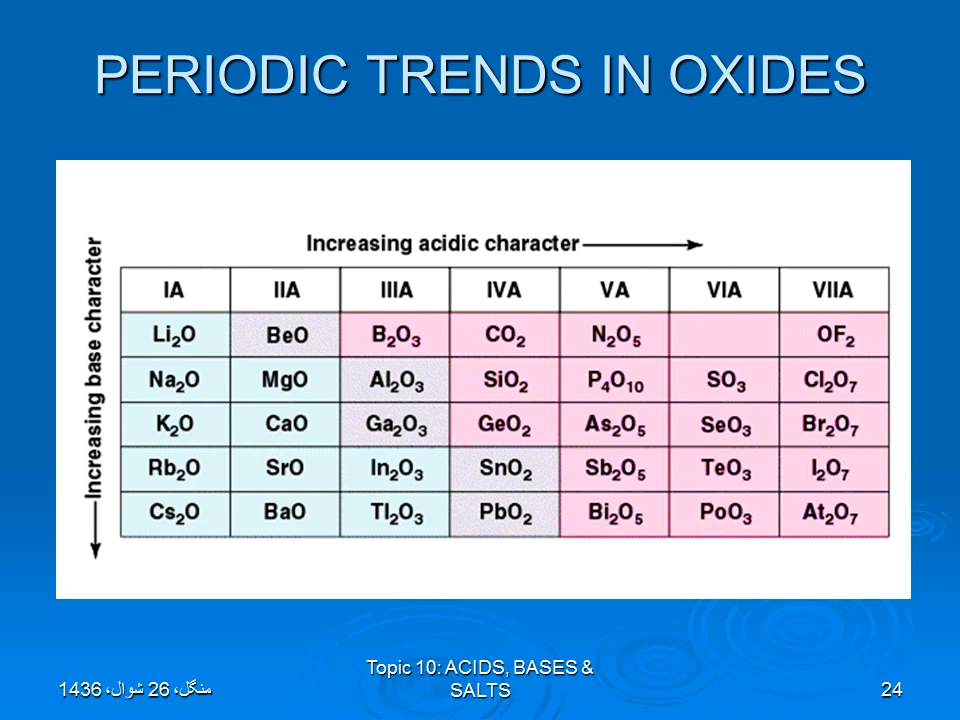 PERIODIC TRENDS IN OXIDES
Increasing acidic character
Increasing base character
IA IIA IIIA IVA VA VIA VIIA
Li₂O BeO B₂O₃ CO₂ N₂O₅ OF₂
Na₂O MgO Al₂O₃ SiO₂ P₄O₁₀ SO₃ Cl₂O₇
K₂O CaO Ga₂O₃ GeO₂ As₂O₅ SeO₃ Br₂O₇
Rb₂O SrO In₂O₃ SnO₂ Sb₂O₅ TeO₃ I₂O₇
Cs₂O BaO Tl₂O₃ PbO₂ Bi₂O₅ PoO₃ At₂O₇
منگل، 26 شوال، 1436
Topic 10: ACIDS, BASES &
SALTS
24